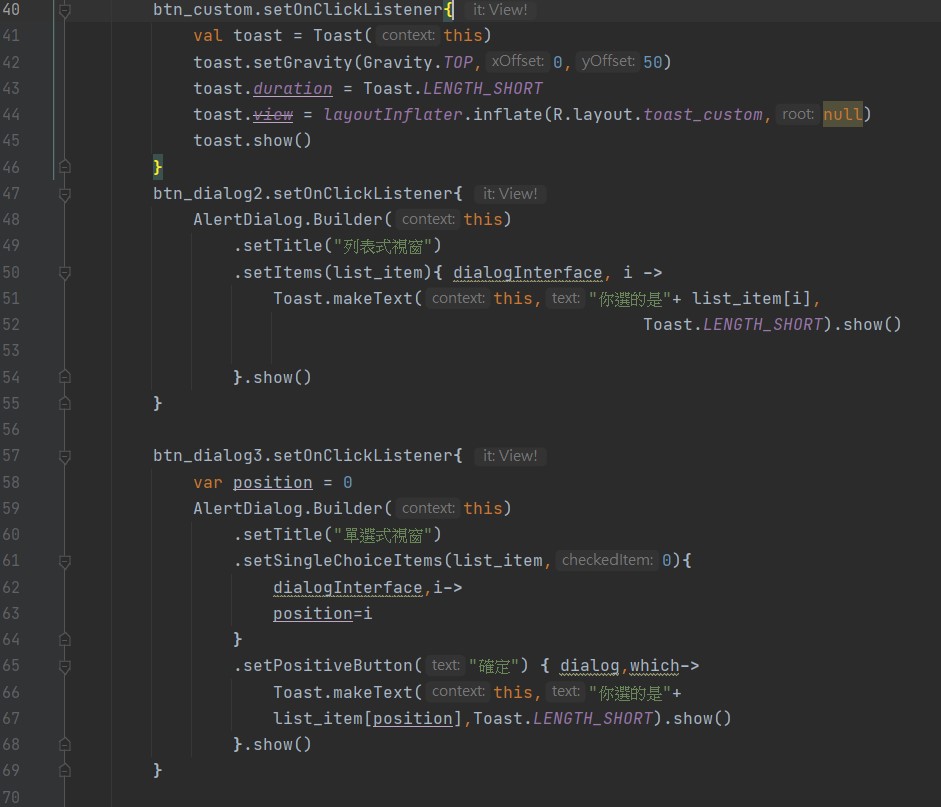 40 btn_custom.setOnClickListener{ it: View!
41 val toast = Toast( context: this)
42 toast.setGravity(Gravity.TOP, xOffset: 0, yOffset: 50)
43 toast.duration = Toast.LENGTH_SHORT
44 toast.view = layoutInflater.inflate(R.layout.toast_custom, root: null)
45 toast.show()
46 }
47 btn_dialog2.setOnClickListener{ it: View!
48 AlertDialog.Builder( context: this)
49 .setTitle("列表式視窗")
50 .setItems(list_item){ dialogInterface, i ->
51 Toast.makeText( context: this, text: "你選的是"+ list_item[i],
52 Toast.LENGTH_SHORT).show()
53
54 }.show()
55 }
56
57 btn_dialog3.setOnClickListener{ it: View!
58 var position = 0
59 AlertDialog.Builder( context: this)
60 .setTitle("單選式視窗")
61 .setSingleChoiceItems(list_item, checkedItem: 0){
62 dialogInterface,i->
63 position=i
64 }
65 .setPositiveButton( text: "確定") { dialog,which->
66 Toast.makeText( context: this, text: "你選的是"+
67 list_item[position],Toast.LENGTH_SHORT).show()
68 }.show()
69 }
70